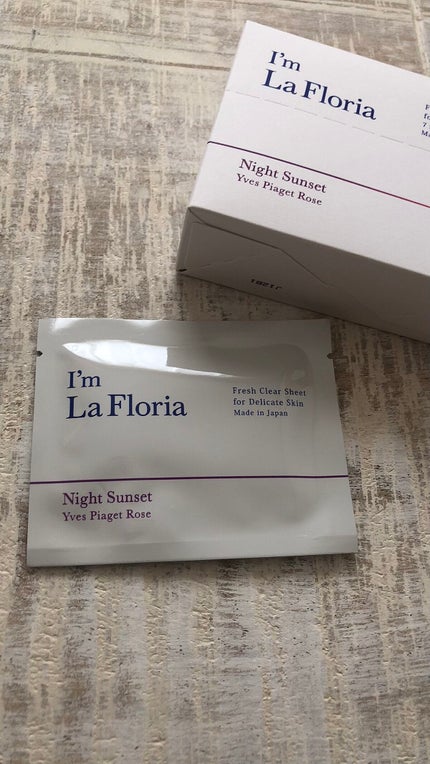 I'm
La Floria
Night Sunset
Yves Piaget Rose
I'm
La Floria
Fresh Clear Sheet
for Delicate Skin
Made in Japan
Night Sunset
Yves Piaget Rose